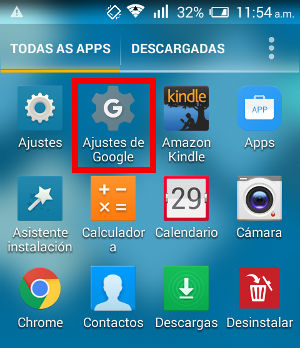 32% 11:54 a.m.
TODAS AS APPS DESCARGADAS
G kindle APP
Ajustes Ajustes de Google Amazon Kindle Apps
29
Asistente instalación Calculadora Calendario Cámara
Chrome Contactos Descargas Desinstalar